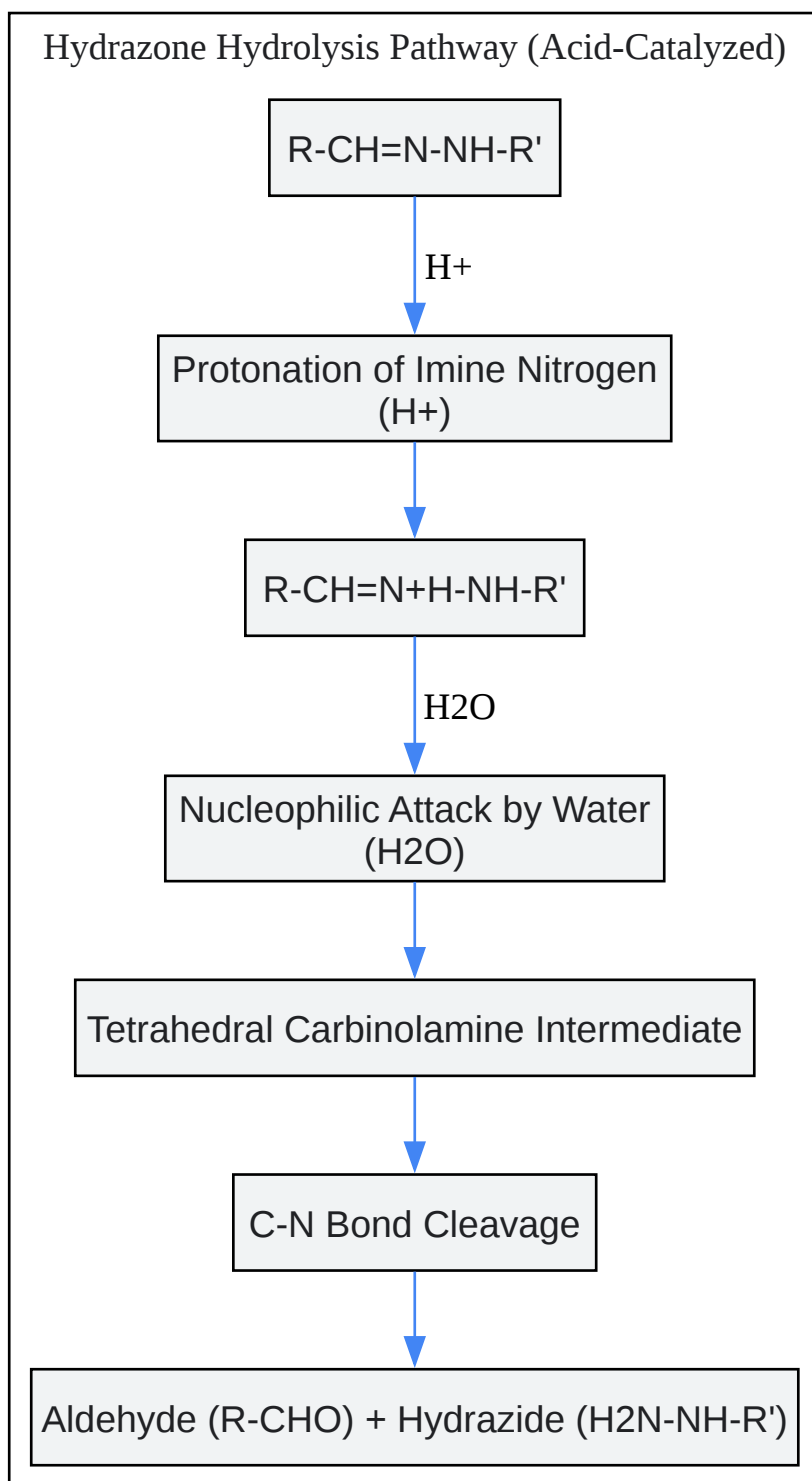 Hydrazone Hydrolysis Pathway (Acid-Catalyzed)
R-CH=N-NH-R'
H+
Protonation of Imine Nitrogen
(H+)
R-CH=N+H-NH-R'
H2O
Nucleophilic Attack by Water
(H2O)
Tetrahedral Carbinolamine Intermediate
C-N Bond Cleavage
Aldehyde (R-CHO) + Hydrazide (H2N-NH-R')